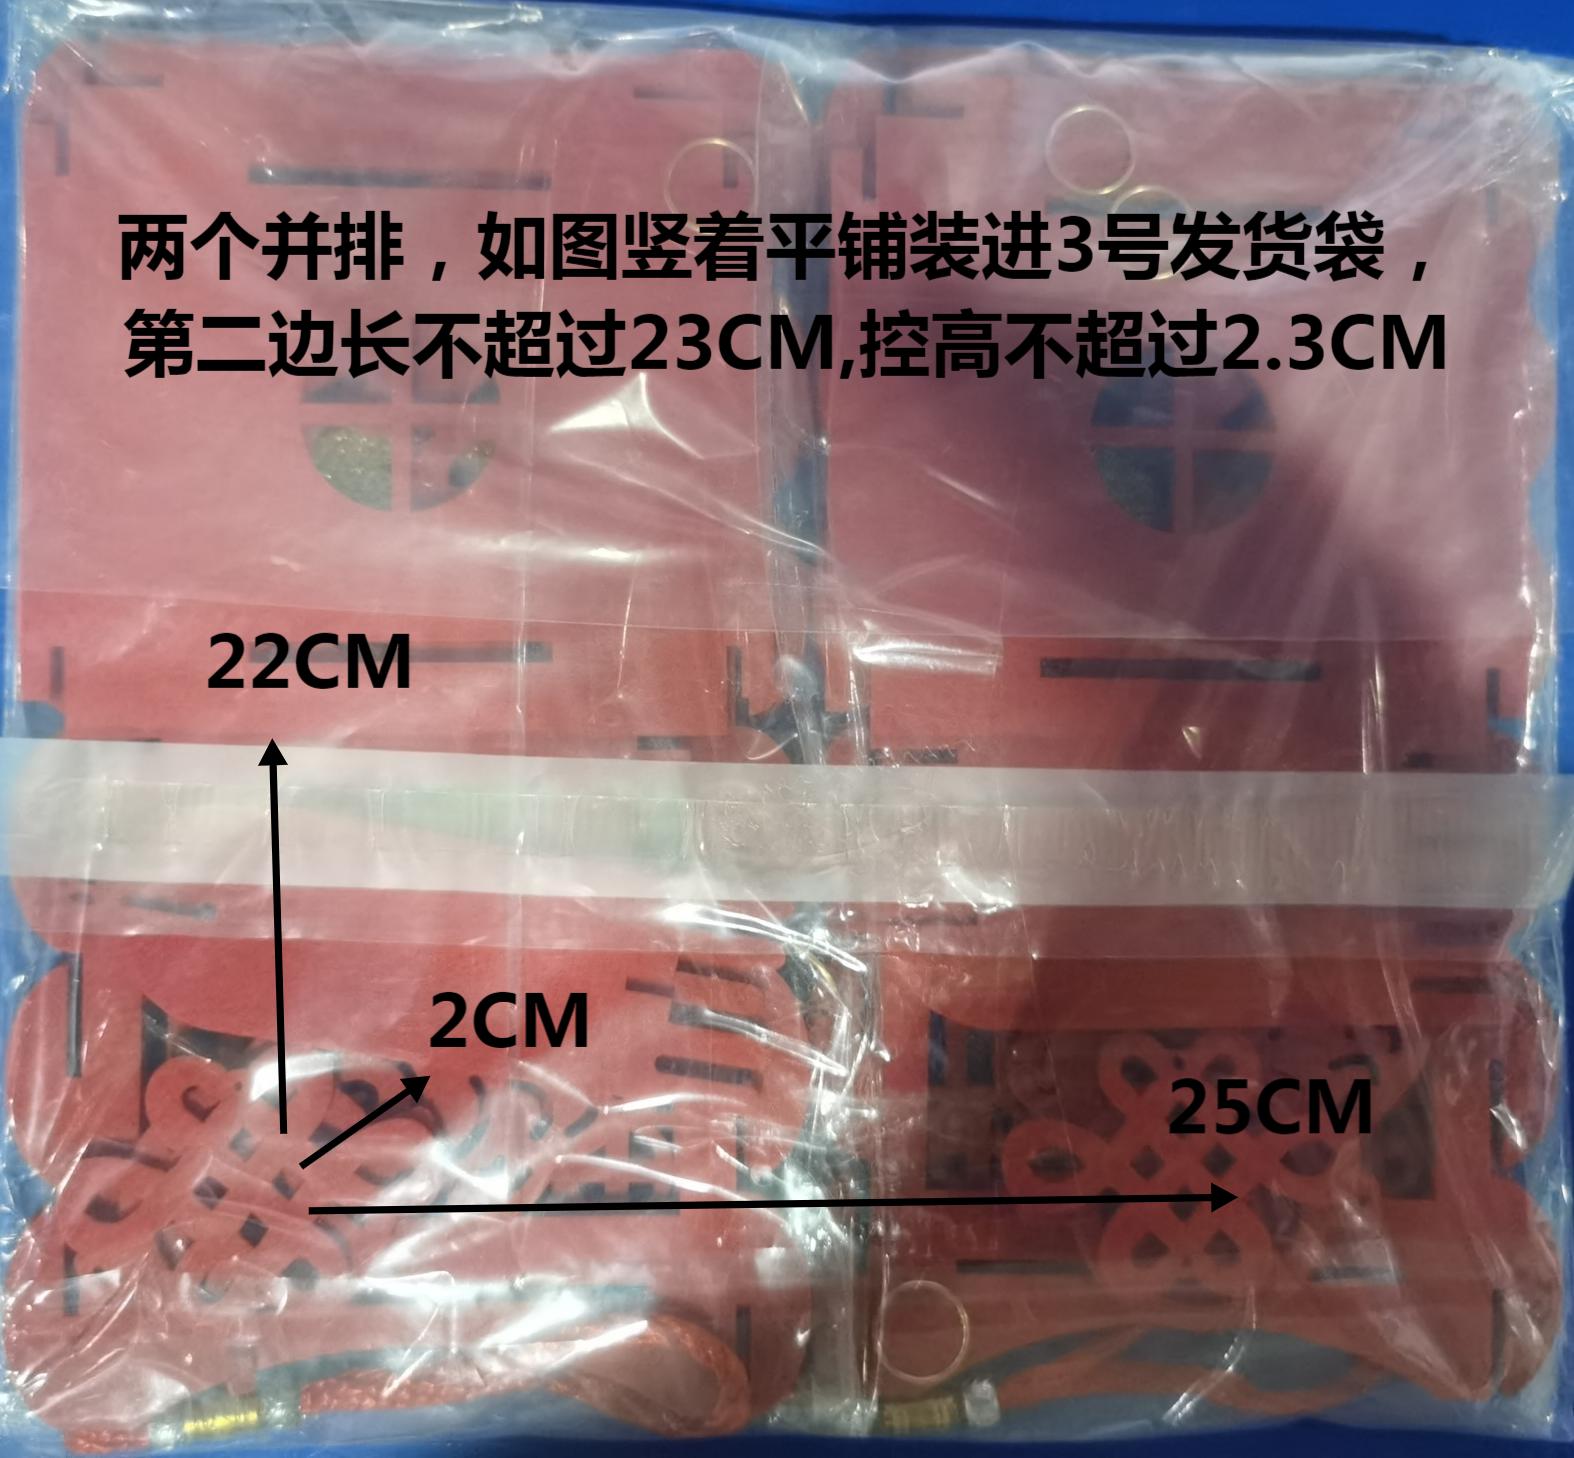 两个并排，如图竖着平铺装进3号发货袋，
第二边长不超过23CM,控高不超过2.3CM
22CM
2CM
25CM